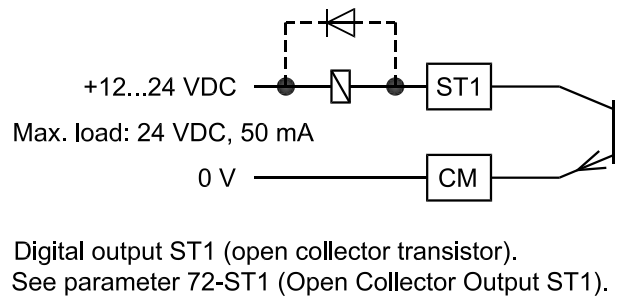 +12...24 VDC
ST1
Max. load: 24 VDC, 50 mA
0 V
CM
Digital output ST1 (open collector transistor).
See parameter 72-ST1 (Open Collector Output ST1).